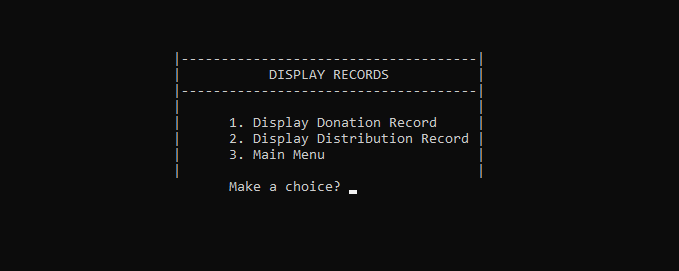 |-------------------------------------|
| DISPLAY RECORDS |
|-------------------------------------|
| |
| 1. Display Donation Record |
| 2. Display Distribution Record |
| 3. Main Menu |
| |
Make a choice? _